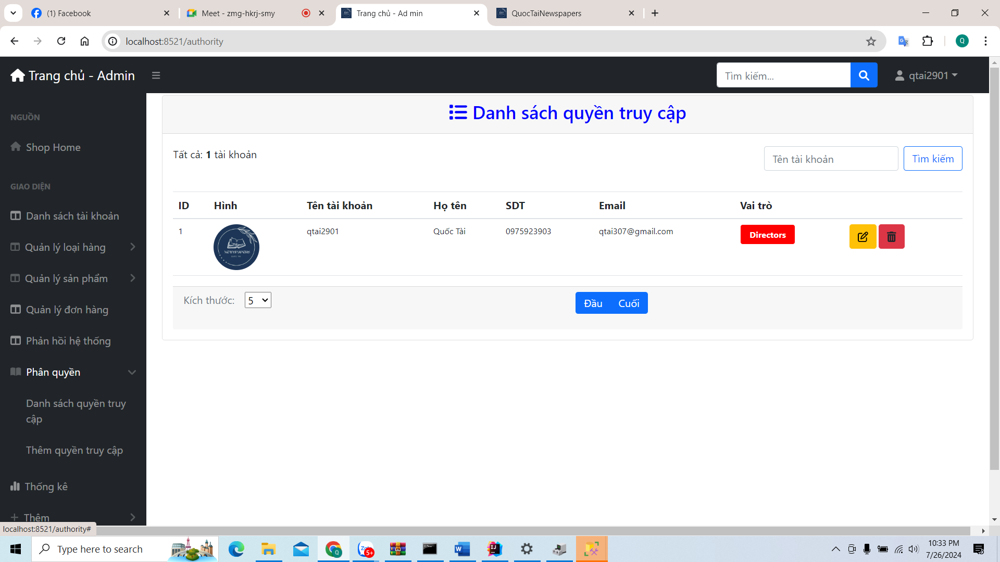 (1) Facebook
Meet - zmg-hkrj-smy
Trang chủ - Ad min
QuocTaiNewspapers
localhost:8521/authority
Q
Trang chủ - Admin
Tìm kiếm...
qtai2901
NGUỒN
Shop Home
GIAO DIỆN
Danh sách tài khoản
Quản lý loại hàng
Quản lý sản phẩm
Quản lý đơn hàng
Phản hồi hệ thống
Phân quyền
Danh sách quyền truy
cập
Thêm quyền truy cập
Thống kê
Thêm
Danh sách quyền truy cập
Tất cả: 1 tài khoản
Tên tài khoản
Tìm kiếm
ID Hình Tên tài khoản Họ tên SDT Email Vai trò
1 qtai2901 Quốc Tài 0975923903 qtai307@gmail.com Directors
NEWSPAPERS
Kích thước: 5
Đầu Cuối
localhost:8521/authority#
Type here to search
5+
10:33 PM
7/26/2024